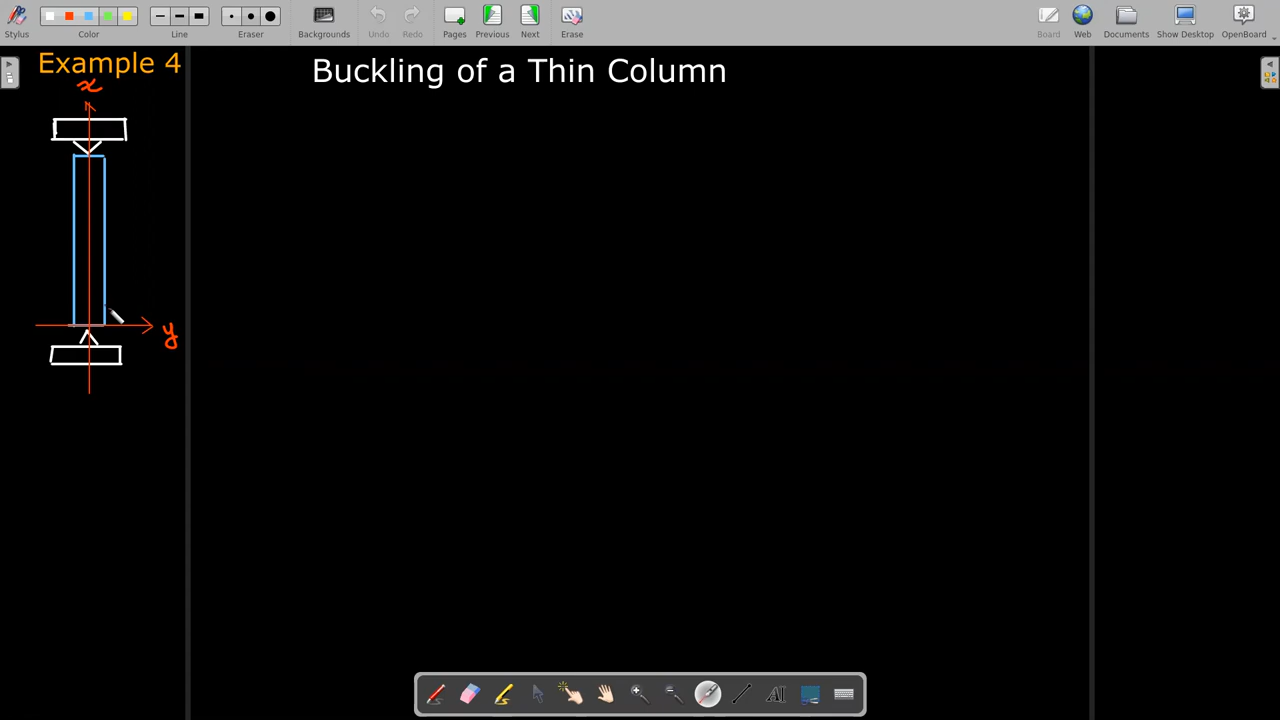 Stylus
Color
Line
Eraser
Backgrounds
Undo
Redo
Pages
Previous
Next
Erase
Board
Web
Documents
Show Desktop
OpenBoard
Example 4
Buckling of a Thin Column
x
y
AI